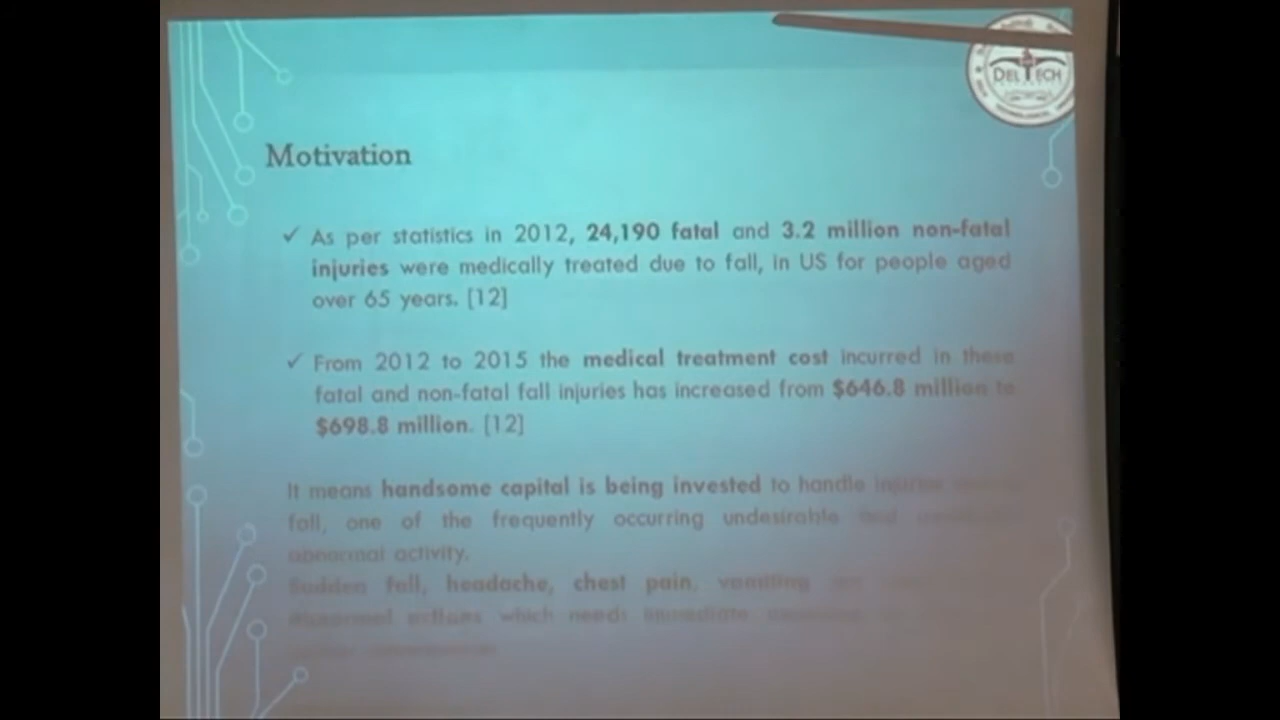 DELTECH
Motivation
✓ As per statistics in 2012, 24,190 fatal and 3.2 million non-fatal
injuries were medically treated due to fall, in US for people aged
over 65 years. [12]
✓ From 2012 to 2015 the medical treatment cost incurred in these
fatal and non-fatal fall injuries has increased from $646.8 million to
$698.8 million. [12]
It means handsome capital is being invested to handle
fall, one of the frequently occurring undesirable and
abnormal activity.
Sudden fall, headache, chest pain, vomiting
abnormal actions which needs immediate